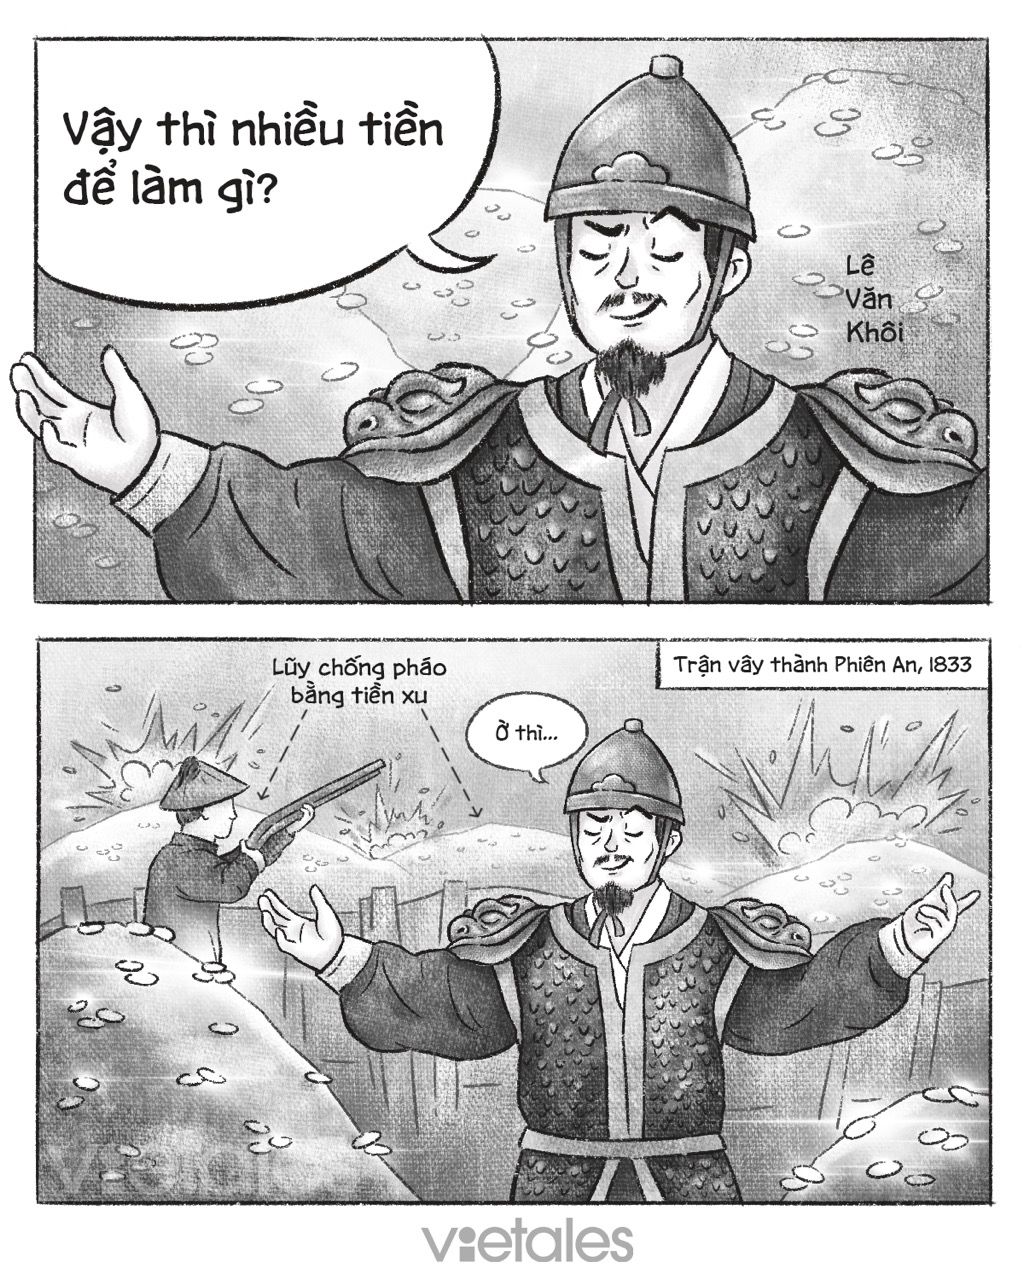 Vậy thì nhiều tiền
để làm gì?
Lê
Văn
Khôi
Lũy chống pháo
bằng tiền xu
Trận vây thành Phiên An, 1833
Ờ thì...
vietales
vietales